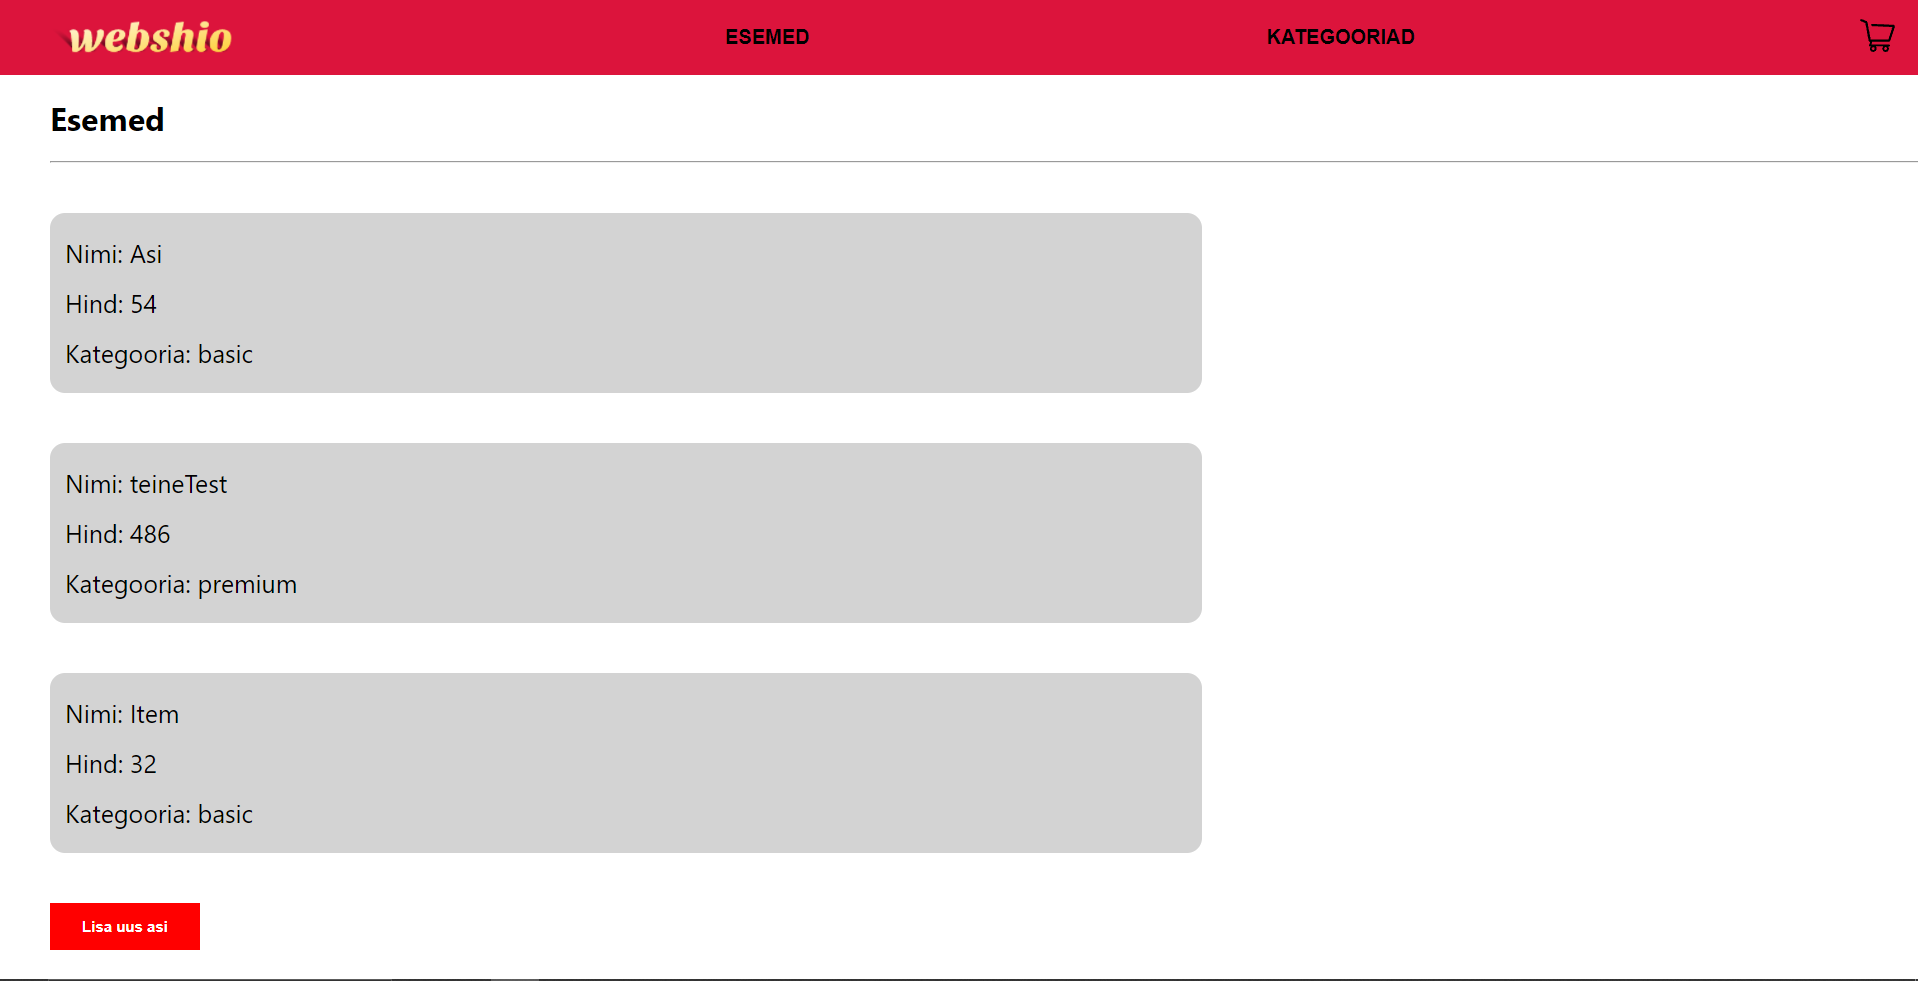 webshio
ESEMED
KATEGOORIAD
Esemed
Nimi: Asi
Hind: 54
Kategooria: basic
Nimi: teineTest
Hind: 486
Kategooria: premium
Nimi: Item
Hind: 32
Kategooria: basic
Lisa uus asi